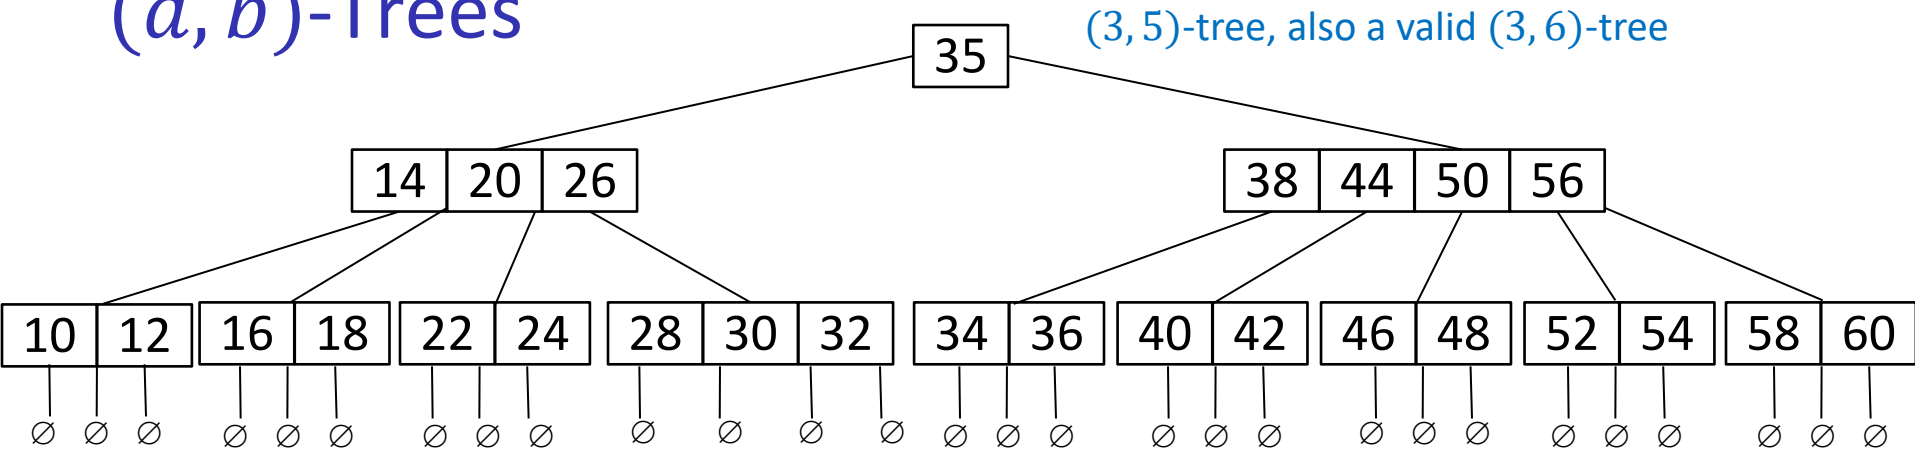 (a, b)-Trees
(3, 5)-tree, also a valid (3, 6)-tree
35
14 20 26
38 44 50 56
10 12
16 18
22 24
28 30 32
34 36
40 42
46 48
52 54
58 60
∅ ∅ ∅ ∅ ∅ ∅ ∅ ∅ ∅ ∅ ∅ ∅ ∅ ∅ ∅ ∅ ∅ ∅ ∅ ∅ ∅ ∅ ∅ ∅ ∅ ∅ ∅ ∅